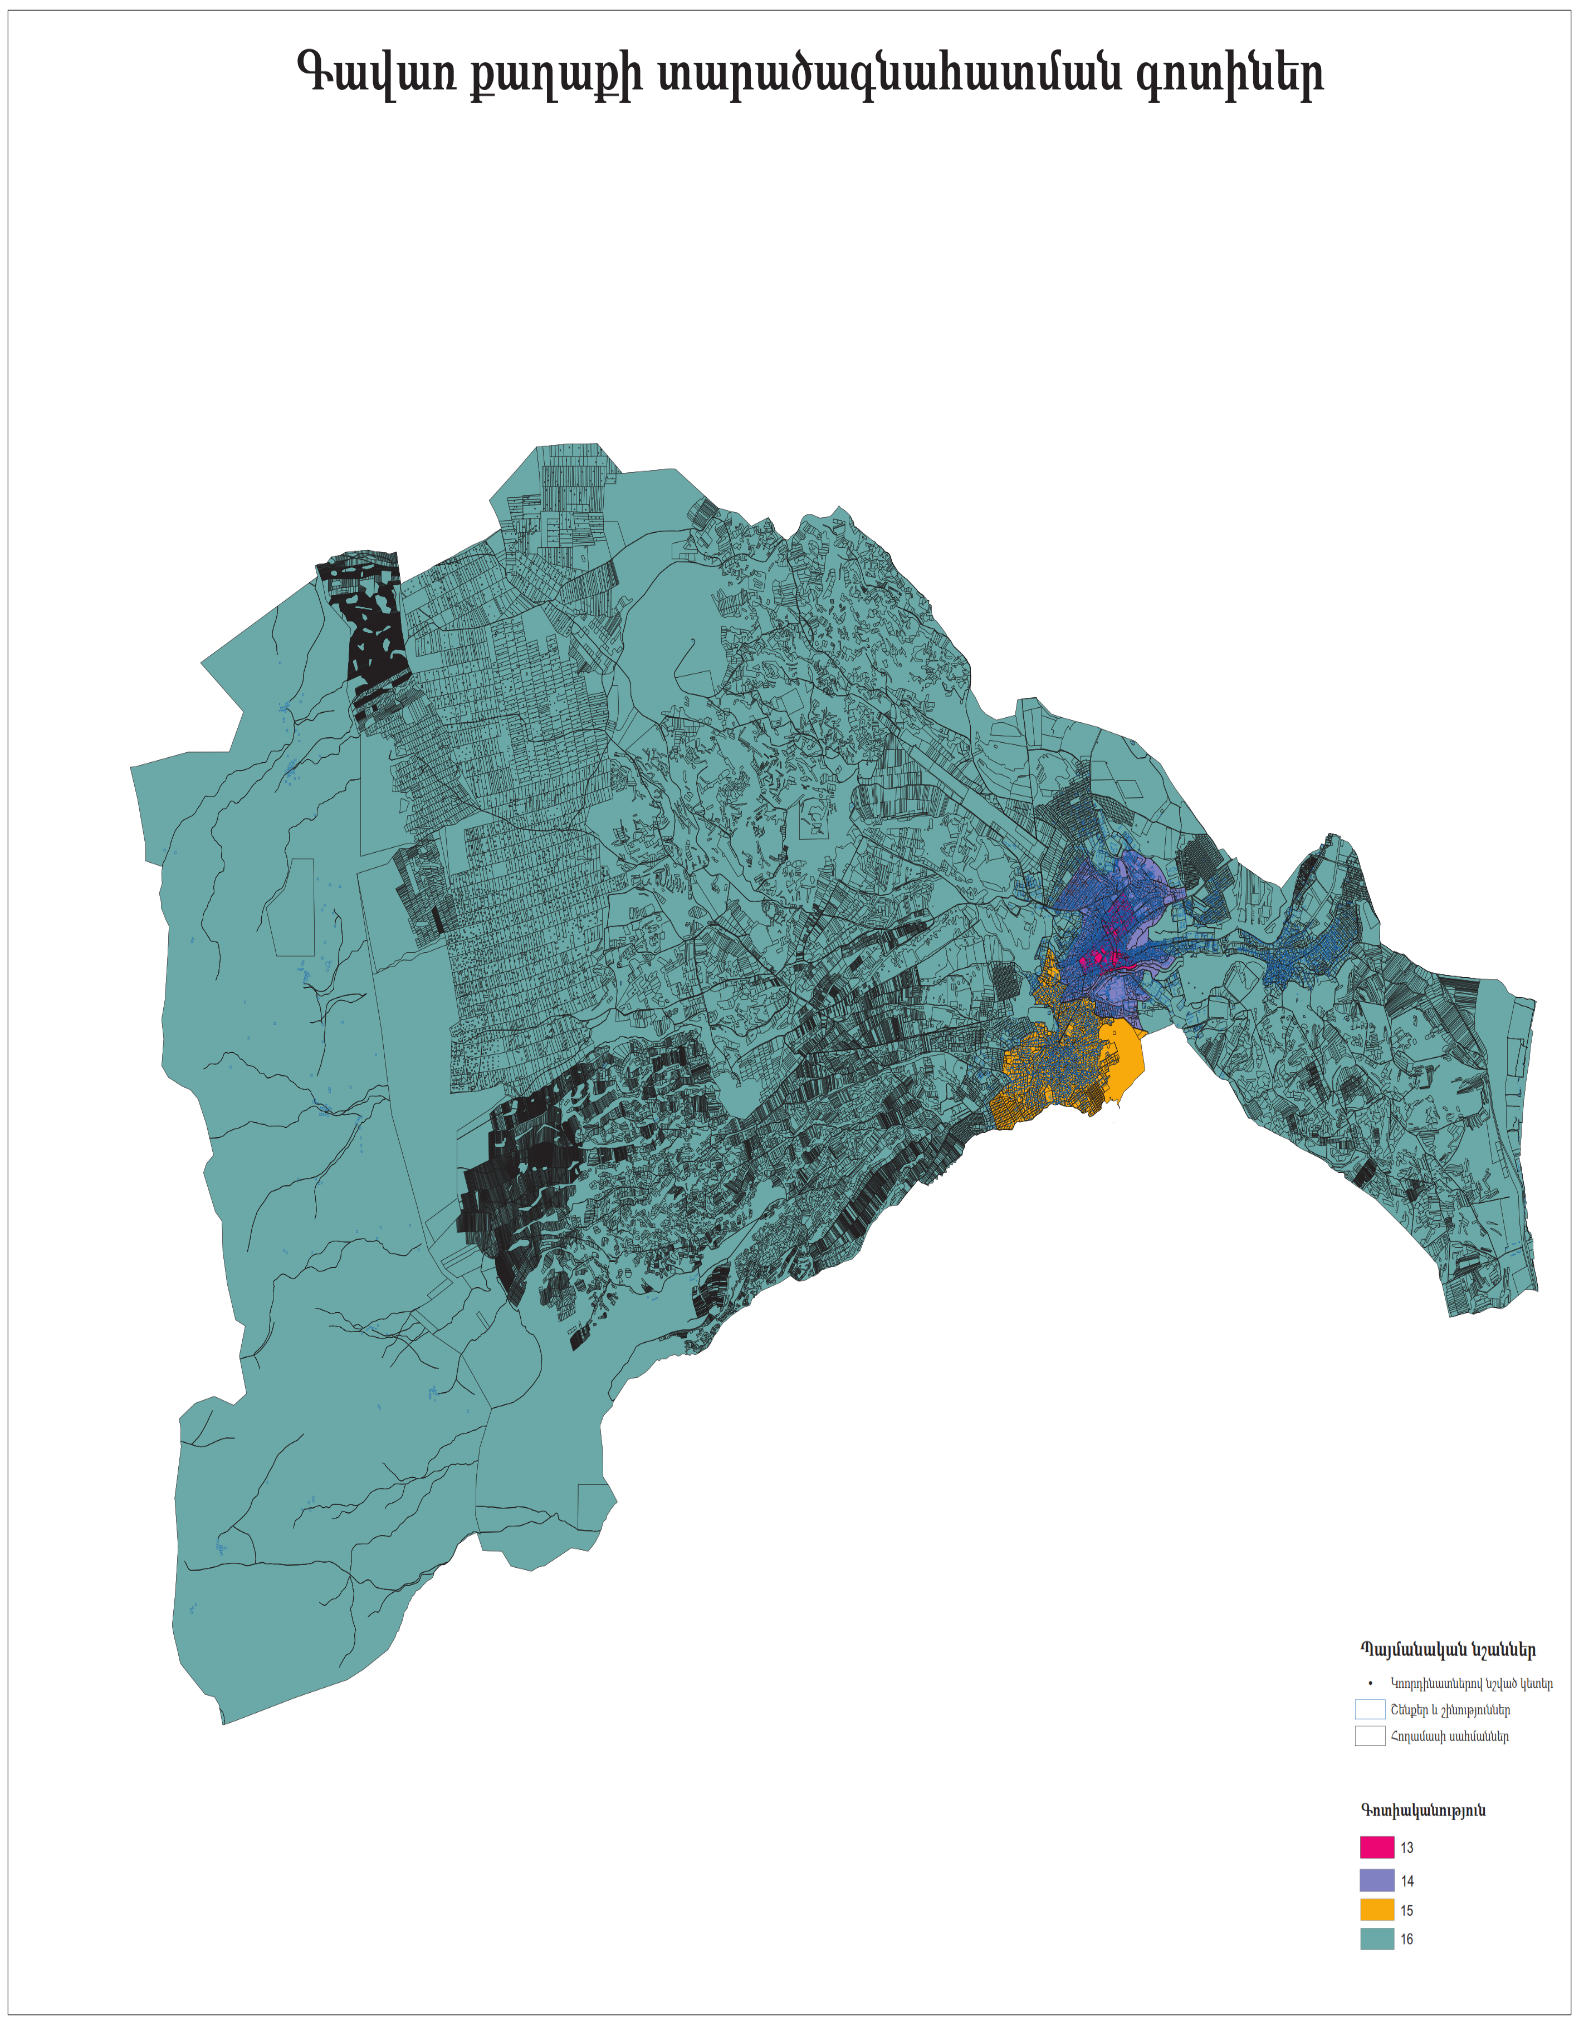 Գավառ քաղաքի տարածագնահատման գոտիներ
Պայմանական նշաններ
Կոորդինատներով նշված կետեր
Շենքեր և շինություններ
Հողամասի սահմաններ
Գոտիականություն
13
14
15
16